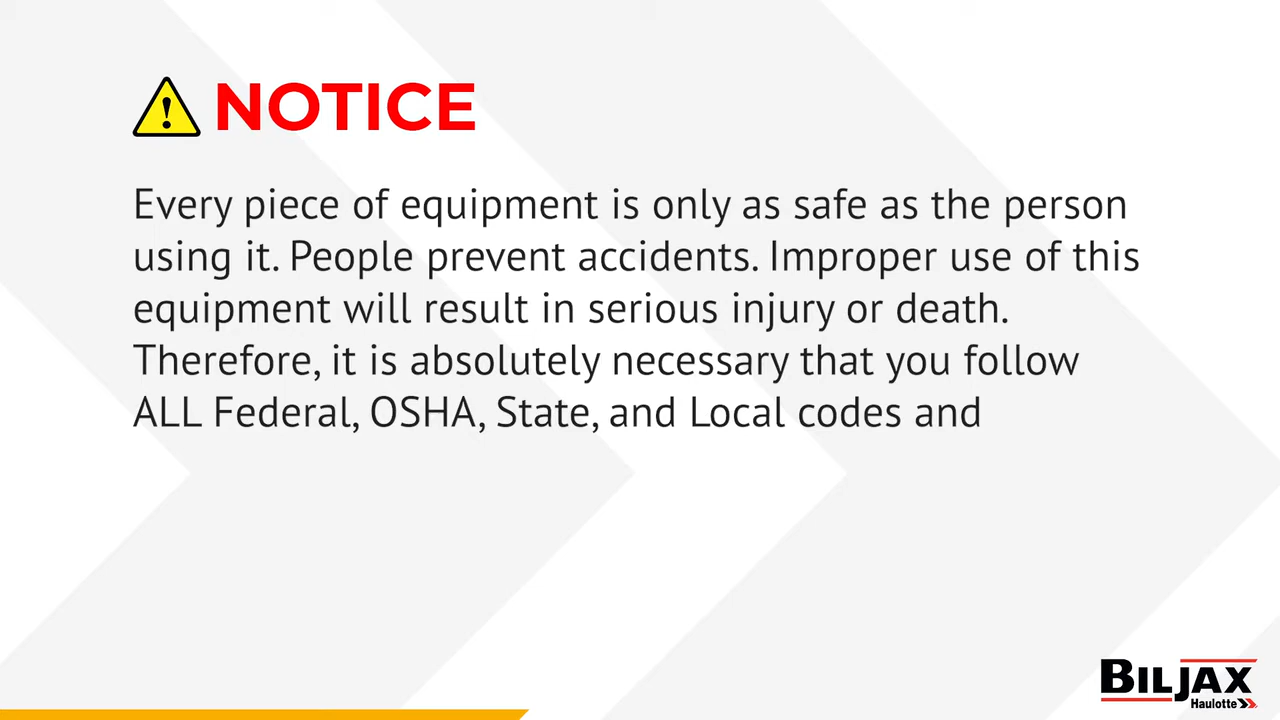 NOTICE
Every piece of equipment is only as safe as the person
using it. People prevent accidents. Improper use of this
equipment will result in serious injury or death.
Therefore, it is absolutely necessary that you follow
ALL Federal, OSHA, State, and Local codes and
BILJAX
Haulotte